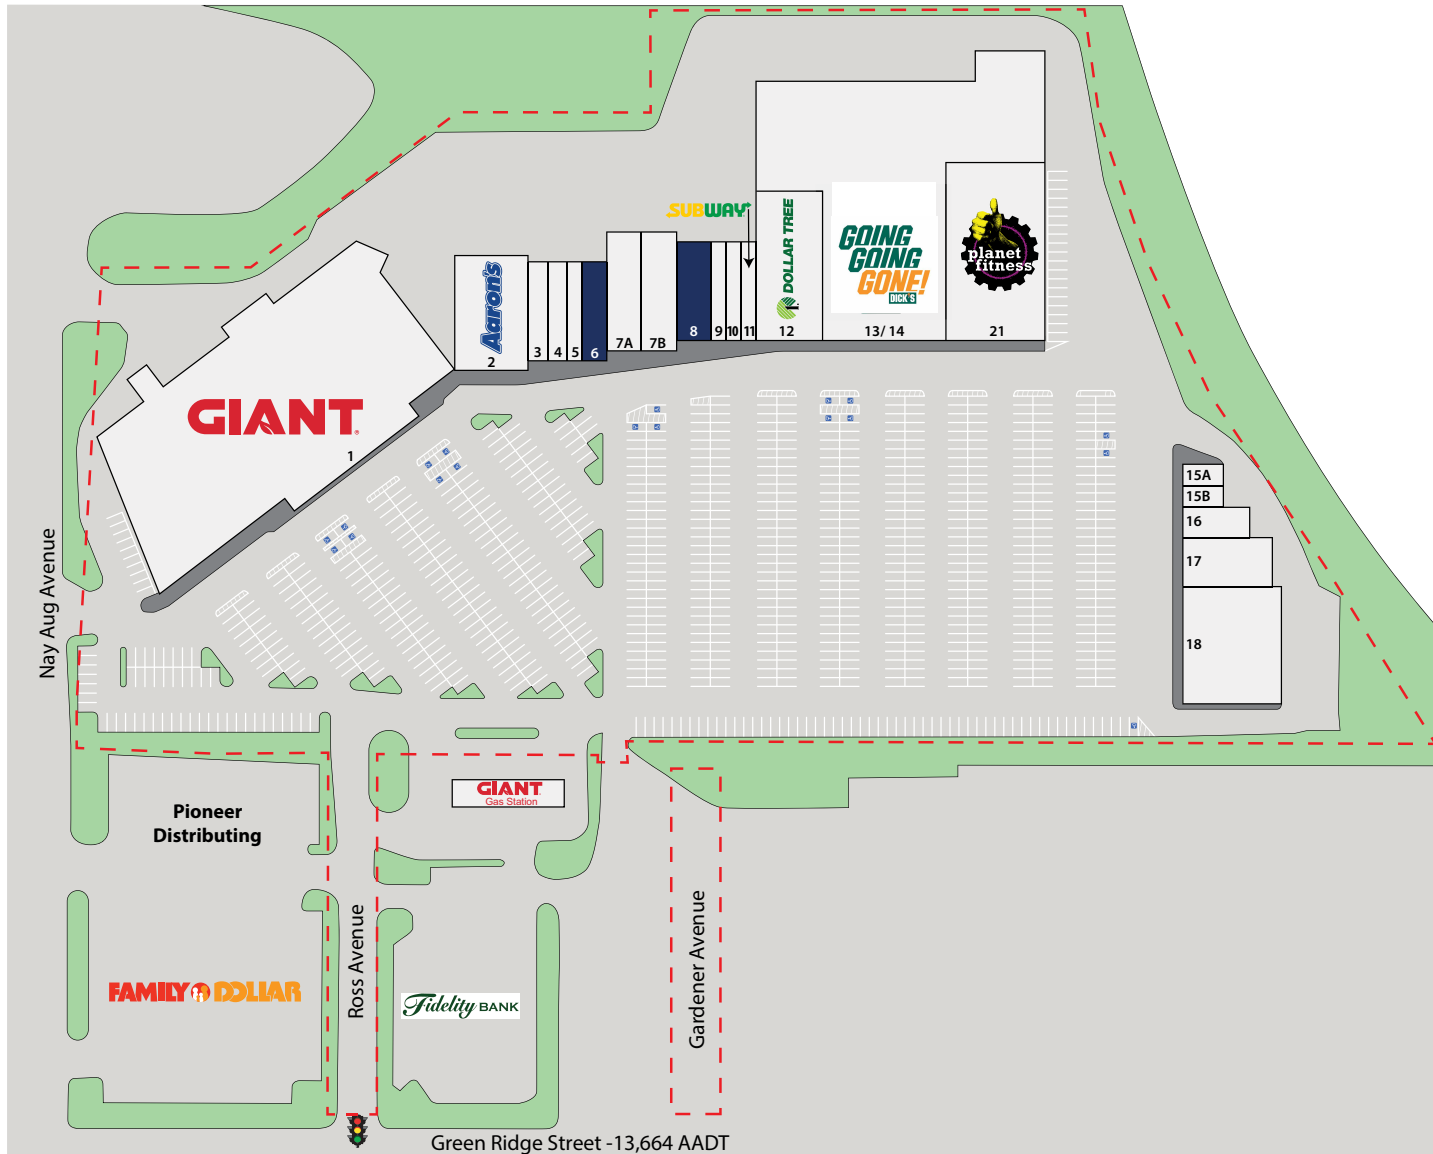 SUBWAY
Aaron's
DOLLAR TREE
GOING
GOING
GONE!
DICK'S
planet
fitness
GIANT
1
2
3
4
5
6
7A
7B
8
9
10
11
12
13/ 14
21
15A
15B
16
17
18
Nay Aug Avenue
GIANT
Gas Station
Pioneer
Distributing
FAMILY DOLLAR
Ross Avenue
Fidelity BANK
Gardener Avenue
Green Ridge Street -13,664 AADT